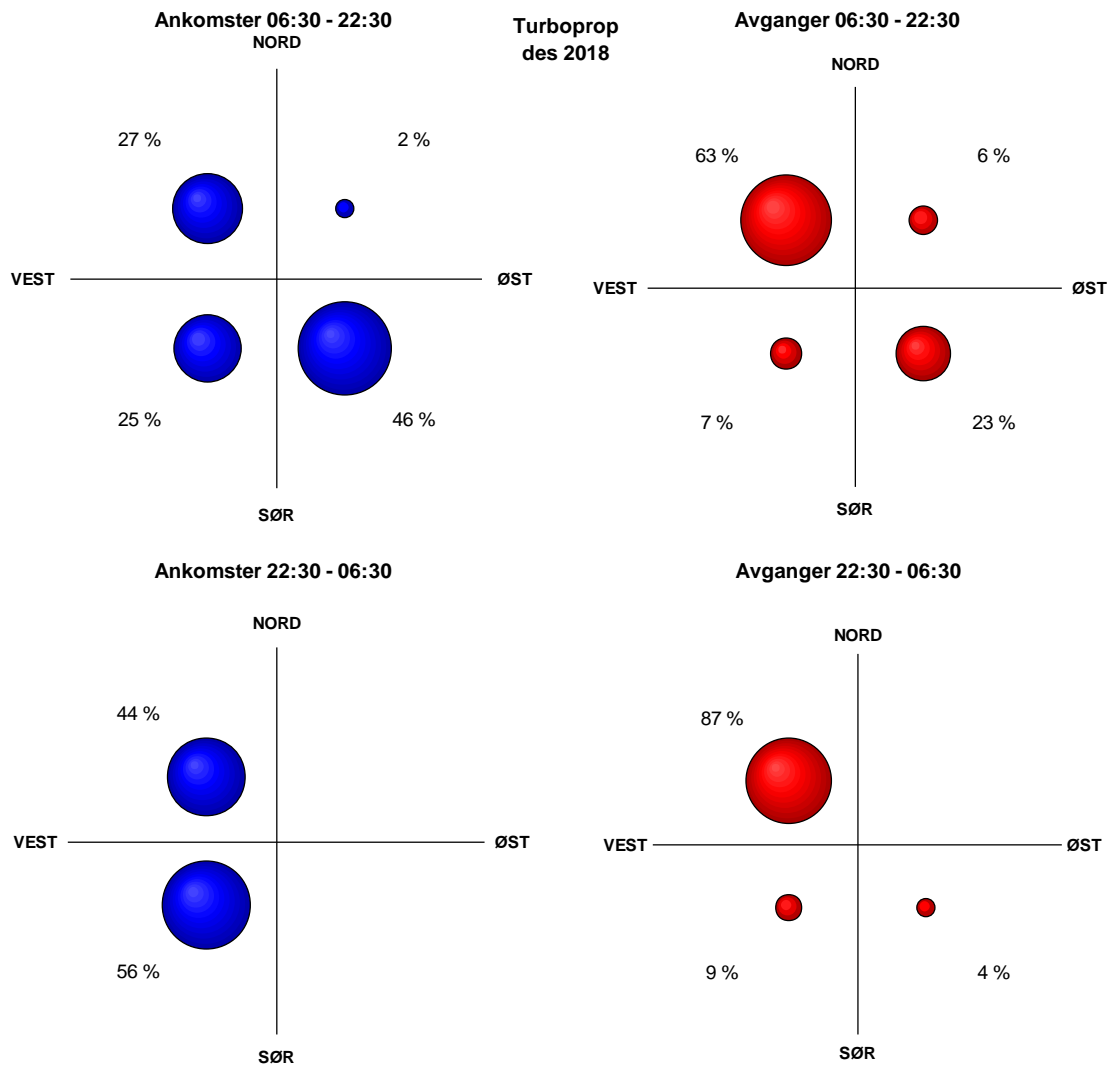 Ankomster 06:30 - 22:30
NORD
27 %
2 %
VEST
ØST
25 %
46 %
SØR
Turboprop
des 2018
Avganger 06:30 - 22:30
NORD
63 %
6 %
VEST
ØST
7 %
23 %
SØR
Ankomster 22:30 - 06:30
NORD
44 %
VEST
ØST
56 %
SØR
Avganger 22:30 - 06:30
NORD
87 %
VEST
ØST
9 %
4 %
SØR